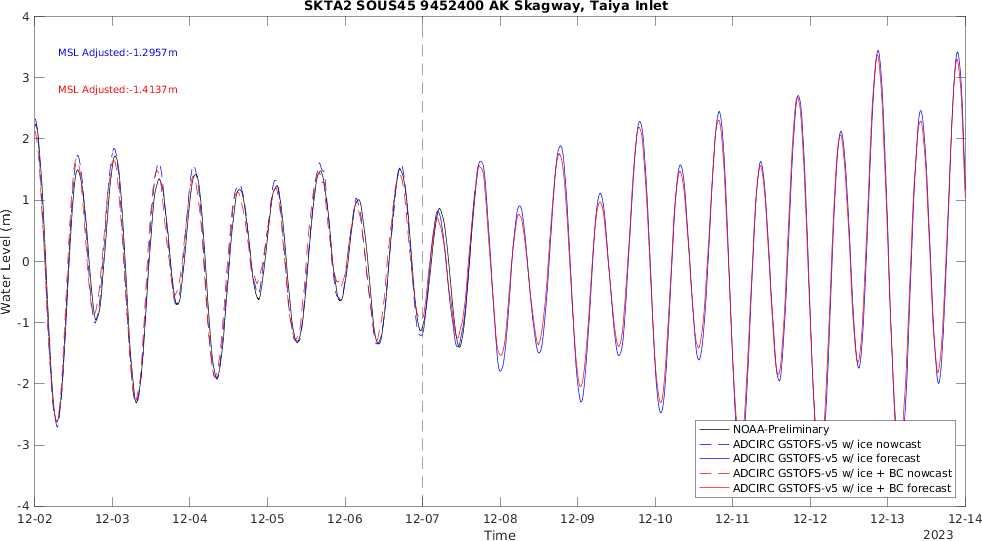 SKTA2 SOUS45 9452400 AK Skagway, Taiya Inlet
4
3
2
1
0
-1
-2
-3
-4
Water Level (m)
MSL Adjusted:-1.2957m
MSL Adjusted:-1.4137m
NOAA-Preliminary
ADCIRC GSTOFS-v5 w/ ice nowcast
ADCIRC GSTOFS-v5 w/ ice forecast
ADCIRC GSTOFS-v5 w/ ice + BC nowcast
ADCIRC GSTOFS-v5 w/ ice + BC forecast
12-02 12-03 12-04 12-05 12-06 12-07 12-08 12-09 12-10 12-11 12-12 12-13 12-14
Time
2023